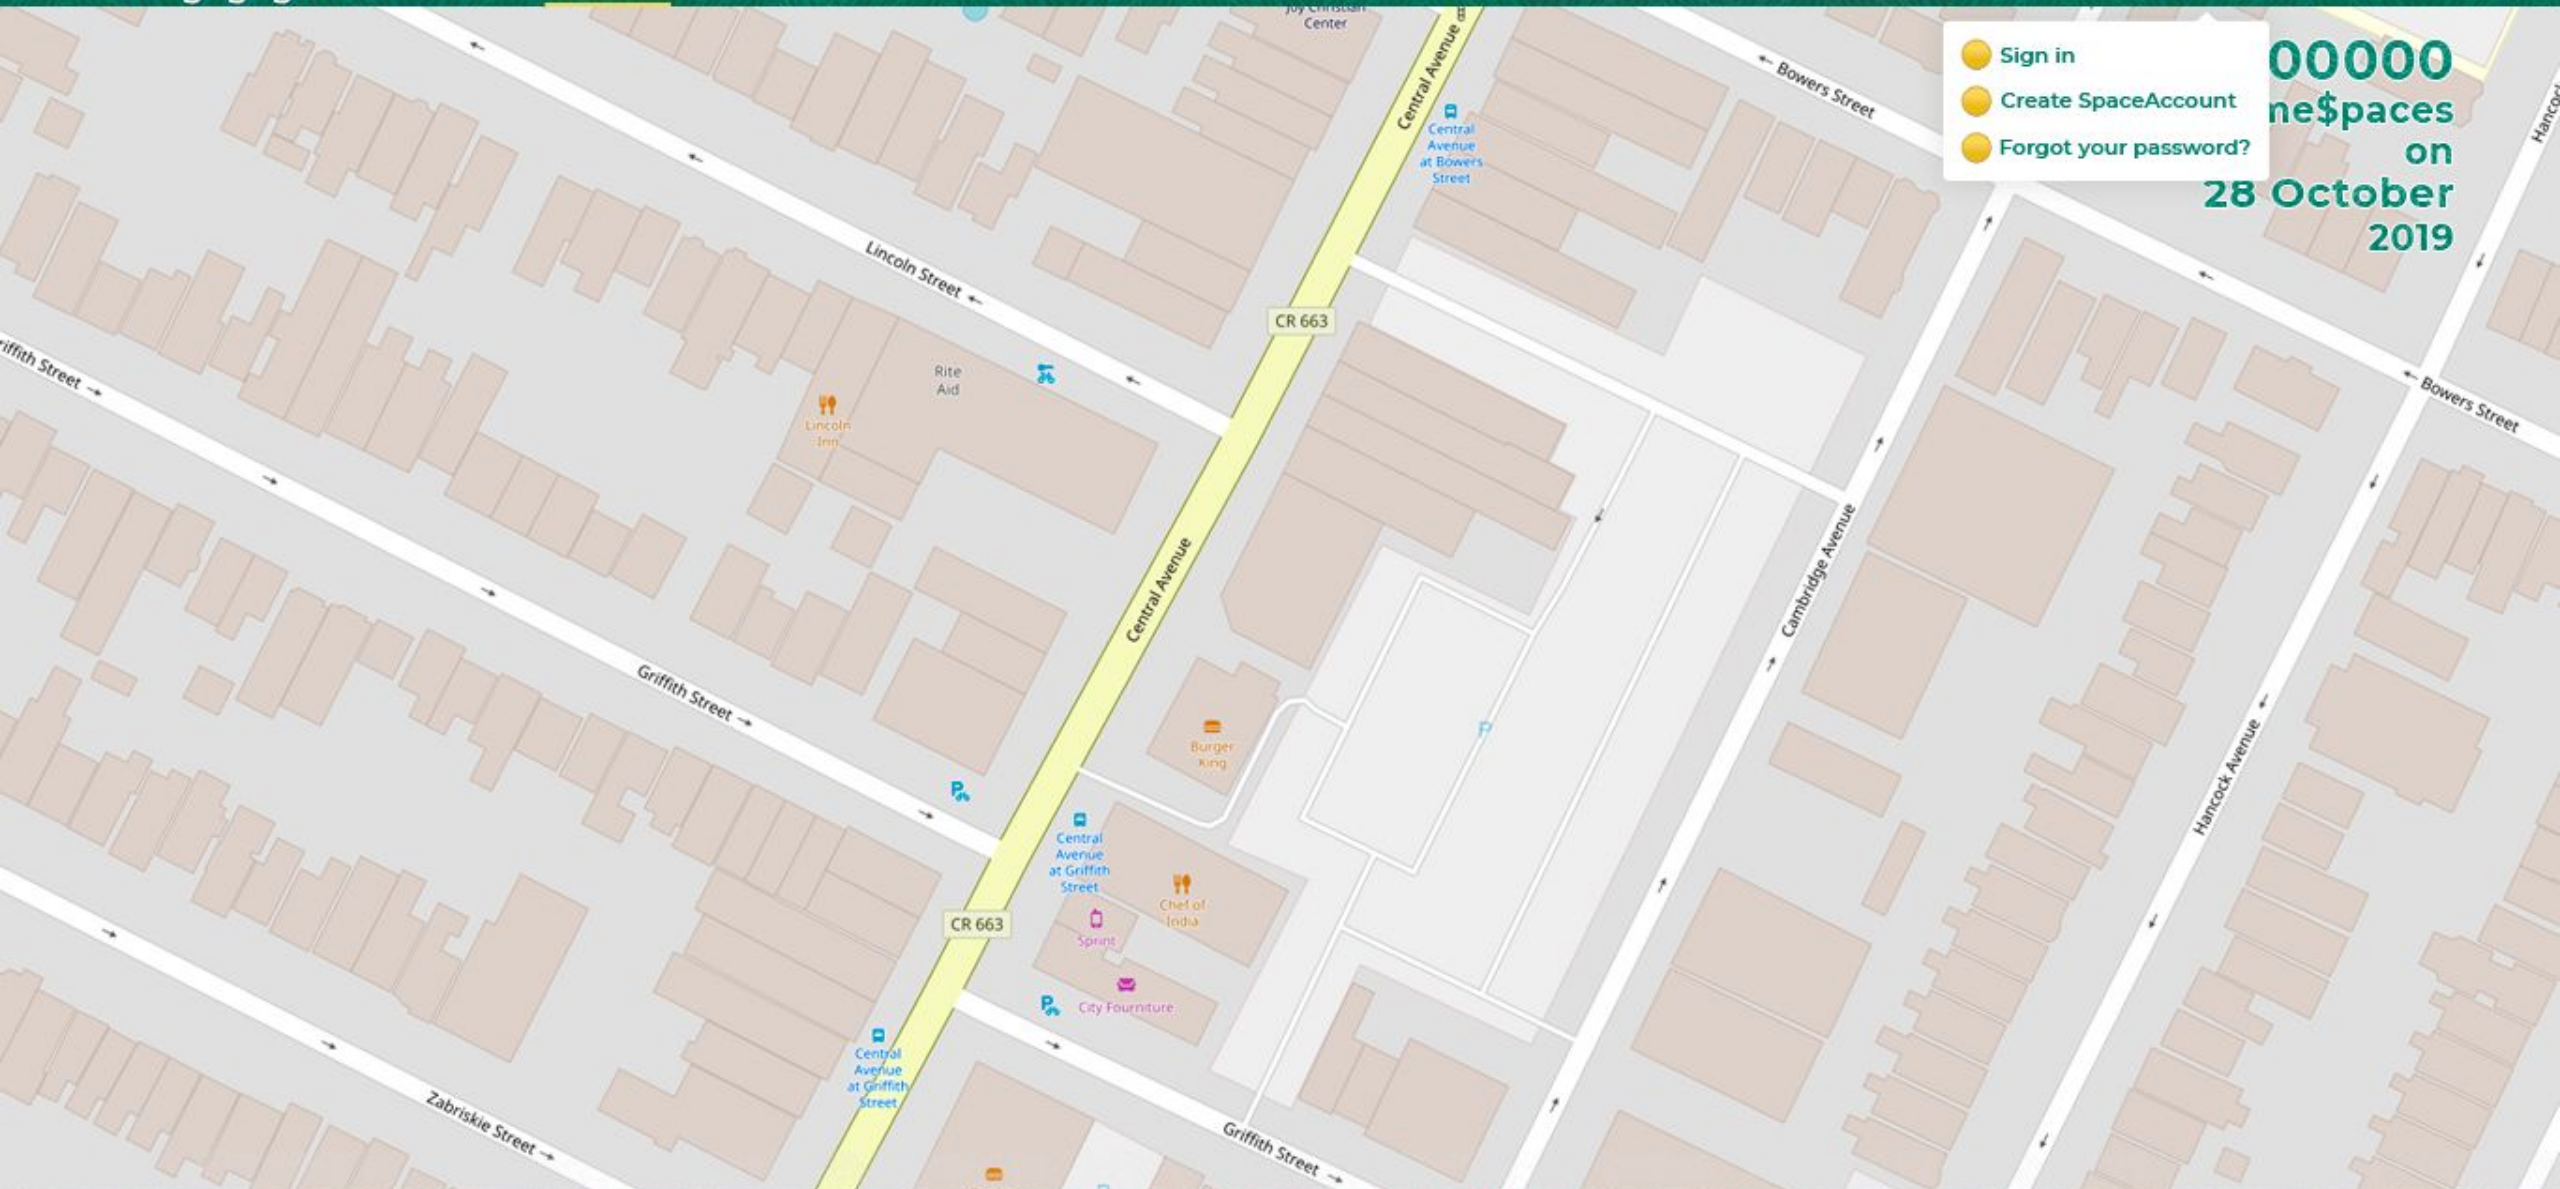 Joy Christian
Center
Central Avenue
Central
Avenue
at Bowers
Street
Bowers Street
Sign in
Create SpaceAccount
Forgot your password?
00000
me$paces
on
28 October
2019
Lincoln Street
CR 663
Griffith Street
Rite
Aid
Lincoln
Inn
Bowers Street
Central Avenue
Cambridge Avenue
Griffith Street
Burger
King
P
Hancock Avenue
P
Central
Avenue
at Griffith
Street
Chef of
India
CR 663
Sprint
P
City Fourniture
Central
Avenue
at Griffith
Street
Zabriskie Street
Griffith Street